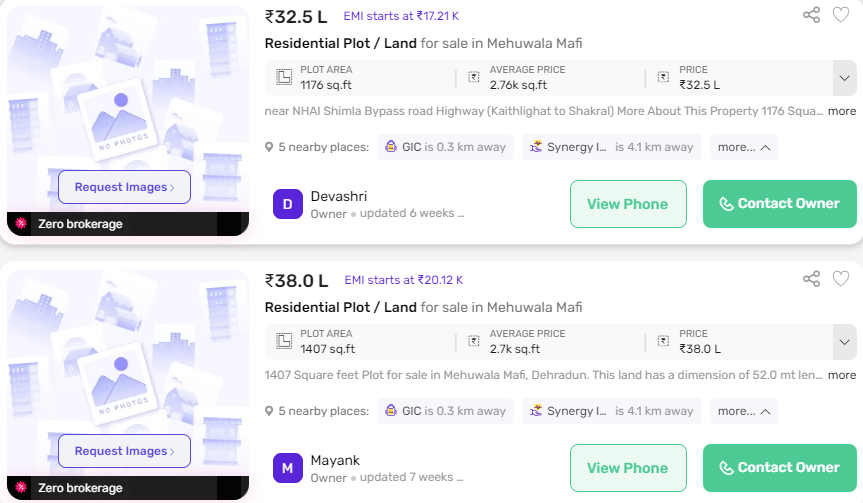 ₹32.5 L EMI starts at ₹17.21 K
Residential Plot / Land for sale in Mehuwala Mafi
PLOT AREA AVERAGE PRICE PRICE
1176 sq.ft 2.76k sq.ft ₹32.5 L
near NHAI Shimla Bypass road Highway (Kaithlighat to Shakral) More About This Property 1176 Squa... more
NO PHOTOS
5 nearby places: GIC is 0.3 km away Synergy I... is 4.1 km away more...
Request Images
Devashri
Owner updated 6 weeks ...
D
View Phone Contact Owner
Zero brokerage
₹38.0 L EMI starts at ₹20.12 K
Residential Plot / Land for sale in Mehuwala Mafi
PLOT AREA AVERAGE PRICE PRICE
1407 sq.ft 2.7k sq.ft ₹38.0 L
1407 Square feet Plot for sale in Mehuwala Mafi, Dehradun. This land has a dimension of 52.0 mt len... more
NO PHOTOS
5 nearby places: GIC is 0.3 km away Synergy I... is 4.1 km away more...
Request Images
Mayank
Owner updated 7 weeks ...
M
View Phone Contact Owner
Zero brokerage